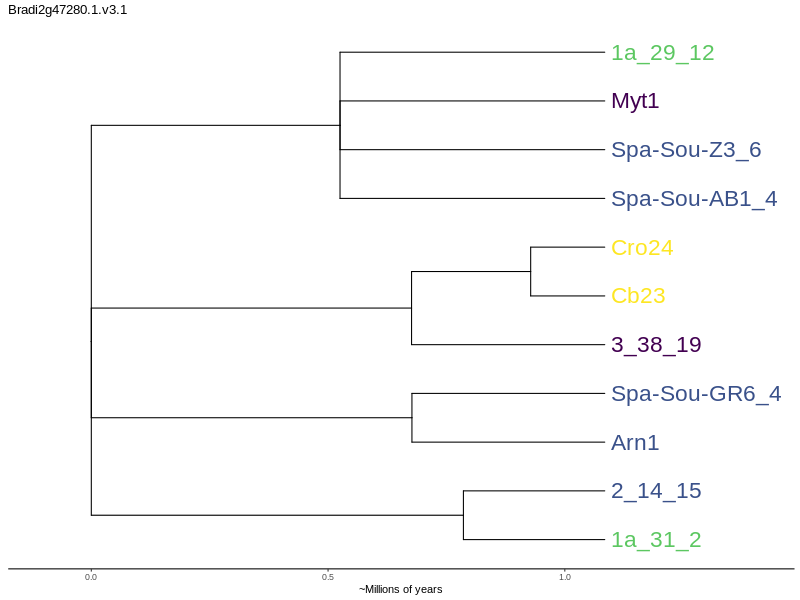 Bradi2g47280.1.v3.1
1a_29_12
Myt1
Spa-Sou-Z3_6
Spa-Sou-AB1_4
Cro24
Cb23
3_38_19
Spa-Sou-GR6_4
Arn1
2_14_15
1a_31_2
0.0 0.5 1.0
~Millions of years